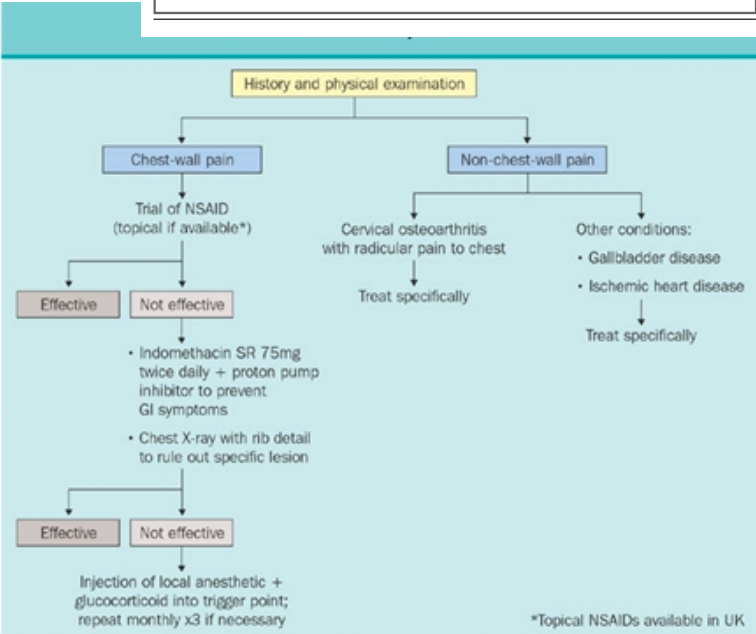 History and physical examination
Chest-wall pain
Non-chest-wall pain
Trial of NSAID
(topical if available*)
Cervical osteoarthritis
with radicular pain to chest
Other conditions:
• Gallbladder disease
• Ischemic heart disease
Treat specifically
Treat specifically
Effective
Not effective
• Indomethacin SR 75mg
twice daily + proton pump
inhibitor to prevent
GI symptoms
• Chest X-ray with rib detail
to rule out specific lesion
Effective
Not effective
Injection of local anesthetic +
glucocorticoid into trigger point;
repeat monthly x3 if necessary
*Topical NSAIDs available in UK